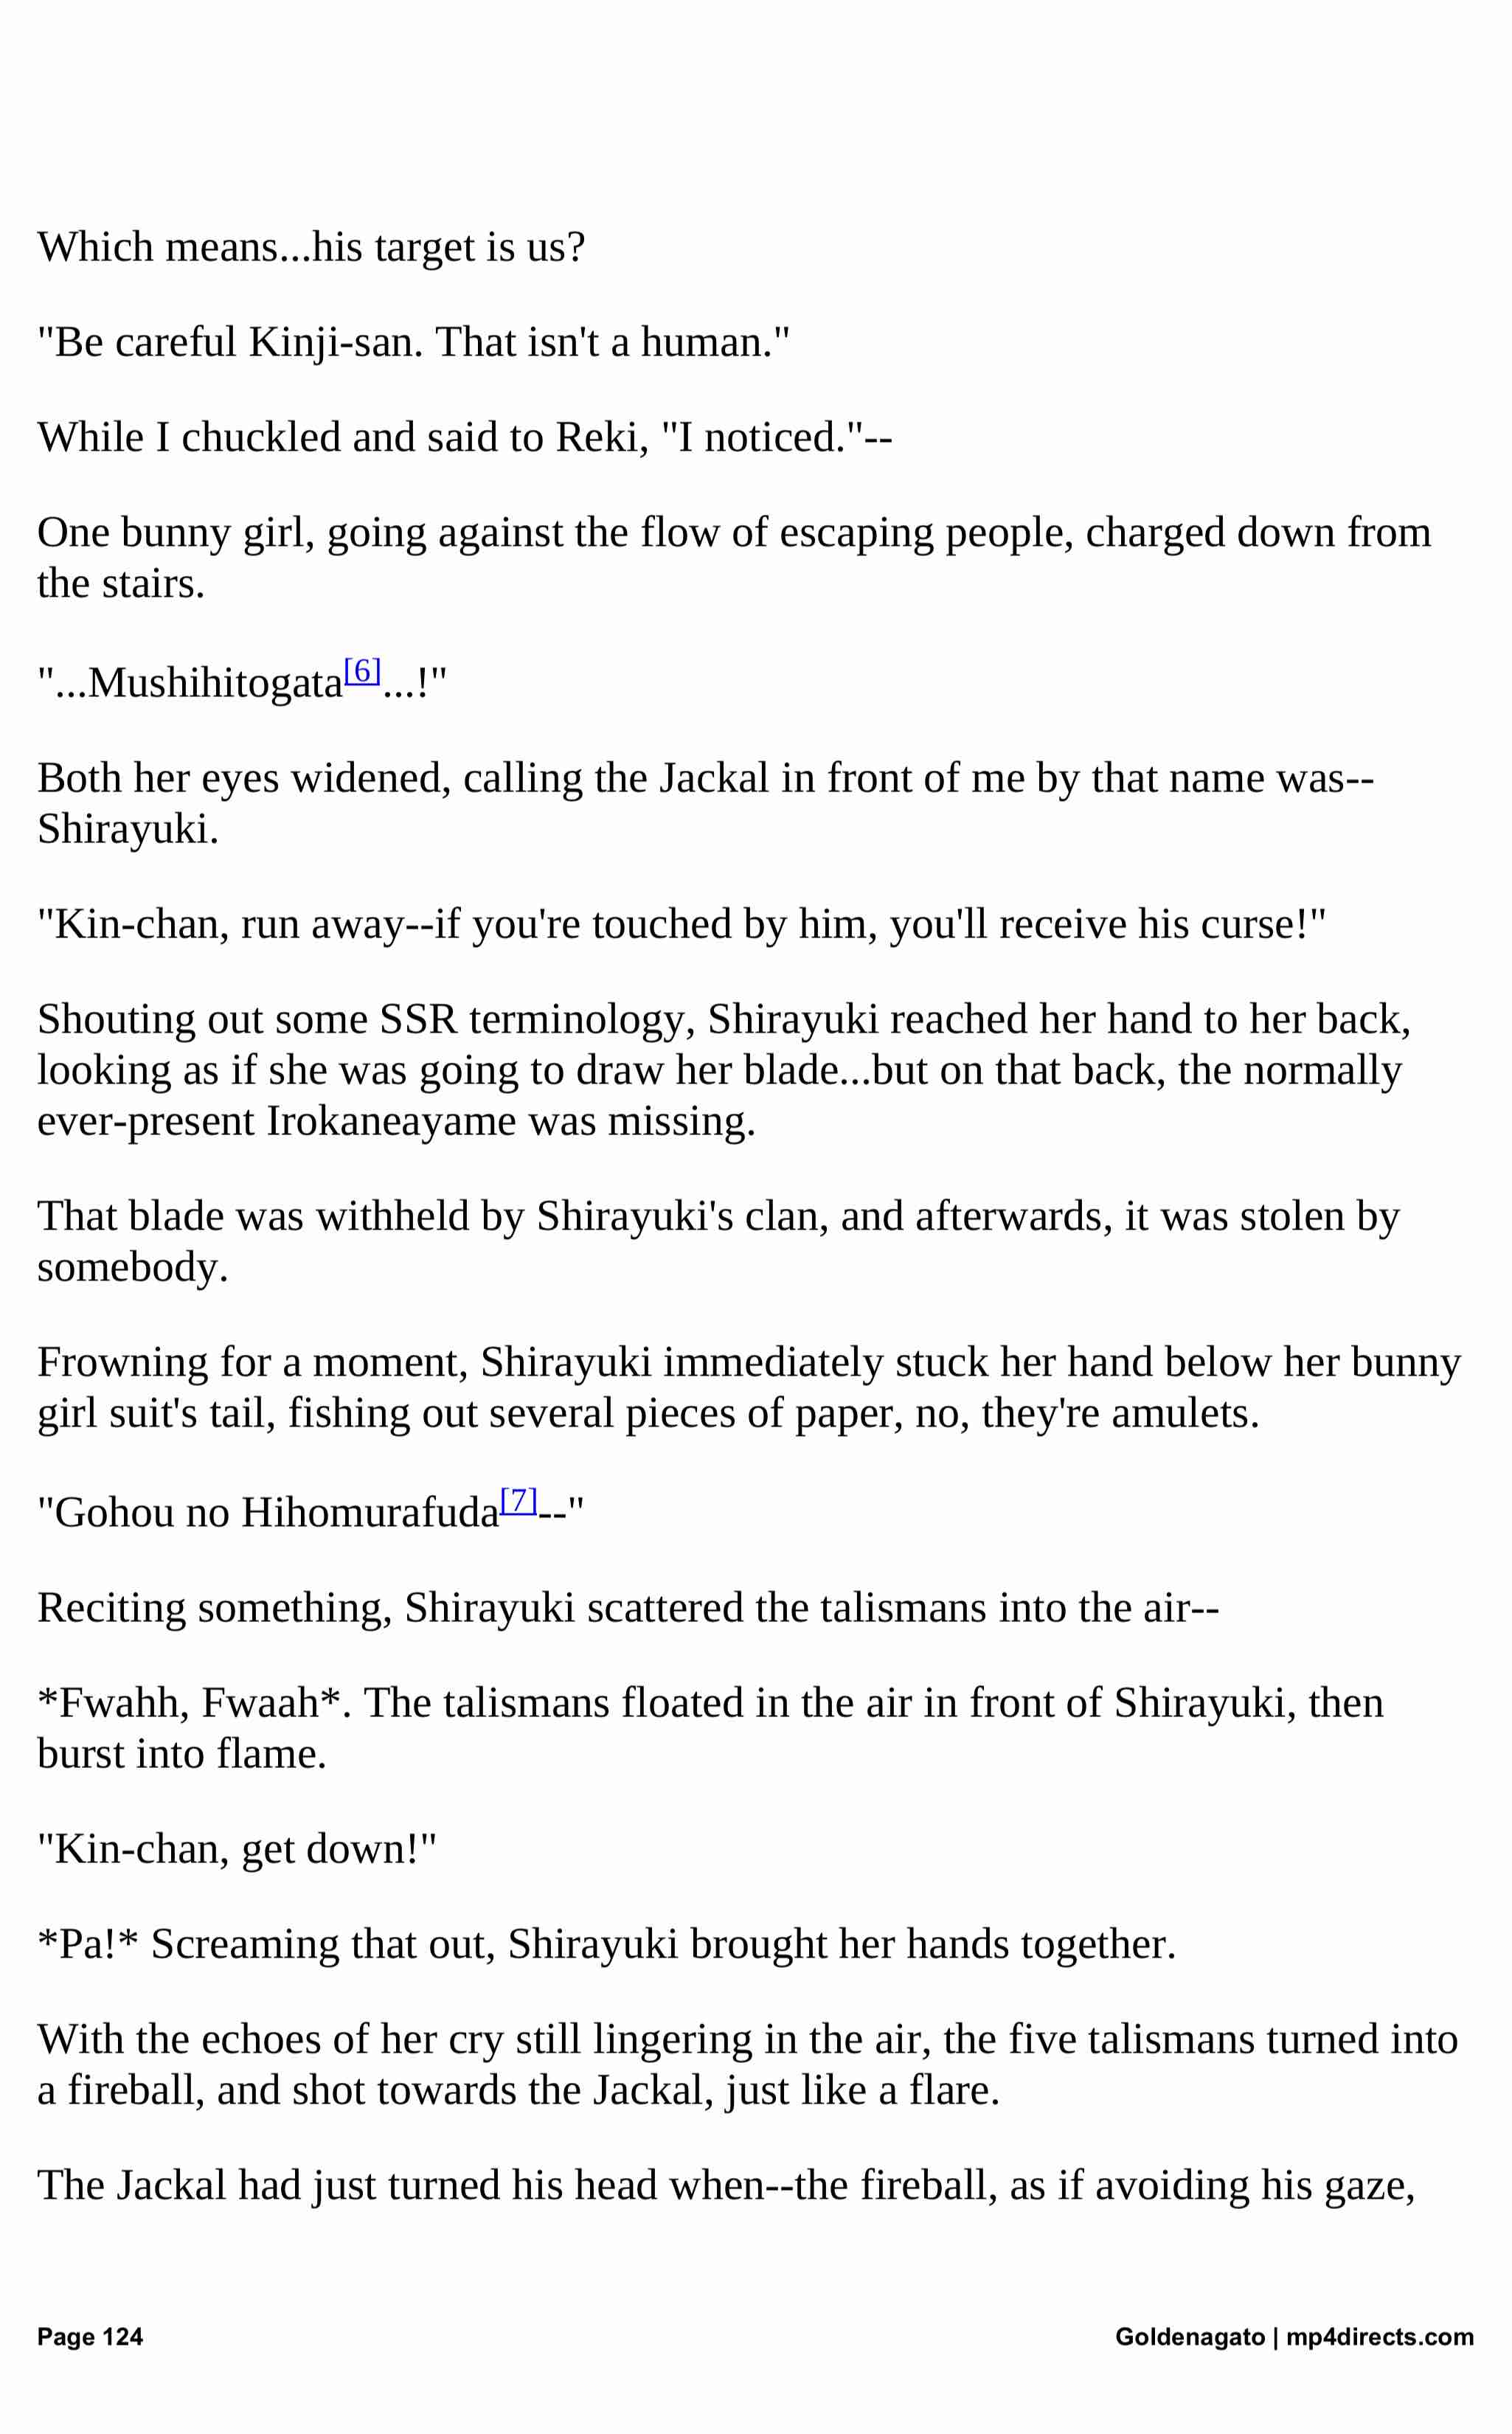 Which means...his target is us?
"Be careful Kinji-san. That isn't a human."
While I chuckled and said to Reki, "I noticed."--
One bunny girl, going against the flow of escaping people, charged down from
the stairs.
"...Mushihitogata[6]...!"
Both her eyes widened, calling the Jackal in front of me by that name was--
Shirayuki.
"Kin-chan, run away--if you're touched by him, you'll receive his curse!"
Shouting out some SSR terminology, Shirayuki reached her hand to her back,
looking as if she was going to draw her blade...but on that back, the normally
ever-present Irokaneayame was missing.
That blade was withheld by Shirayuki's clan, and afterwards, it was stolen by
somebody.
Frowning for a moment, Shirayuki immediately stuck her hand below her bunny
girl suit's tail, fishing out several pieces of paper, no, they're amulets.
"Gohou no Hihomurafuda[7]--"
Reciting something, Shirayuki scattered the talismans into the air--
*Fwahh, Fwaah*. The talismans floated in the air in front of Shirayuki, then
burst into flame.
"Kin-chan, get down!"
*Pa!* Screaming that out, Shirayuki brought her hands together.
With the echoes of her cry still lingering in the air, the five talismans turned into
a fireball, and shot towards the Jackal, just like a flare.
The Jackal had just turned his head when--the fireball, as if avoiding his gaze,
Page 124
Goldenagato | mp4directs.com